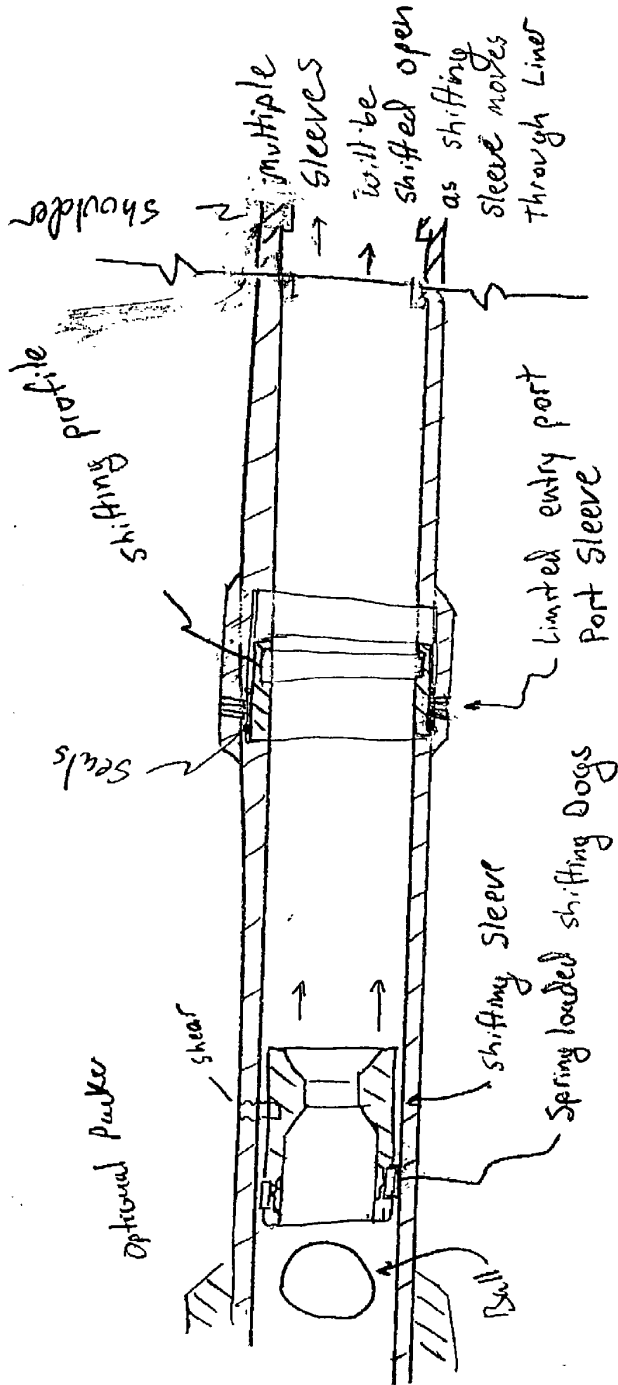 Optional Packer
shear
Seals
shifting profile
Shoulder
Multiple
Sleeves
will be
shifted open
as shifting
sleeve moves
through Liner
Ball
Spring loaded shifting Dogs
shifting sleeve
Limited entry port
Port Sleeve